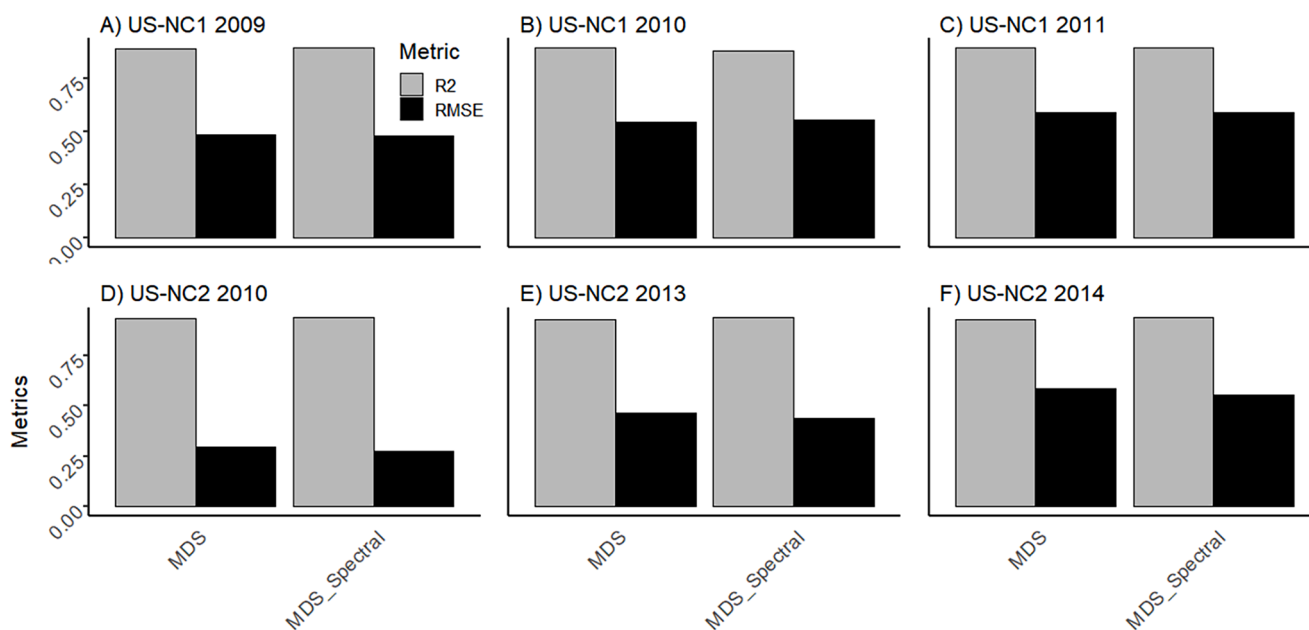 A) US-NC1 2009
B) US-NC1 2010
C) US-NC1 2011
Metric
R2
RMSE
0.75
0.50
0.25
0.00
D) US-NC2 2010
E) US-NC2 2013
F) US-NC2 2014
Metrics
0.75
0.50
0.25
0.00
MDS
MDS_Spectral
MDS
MDS_Spectral
MDS
MDS_Spectral